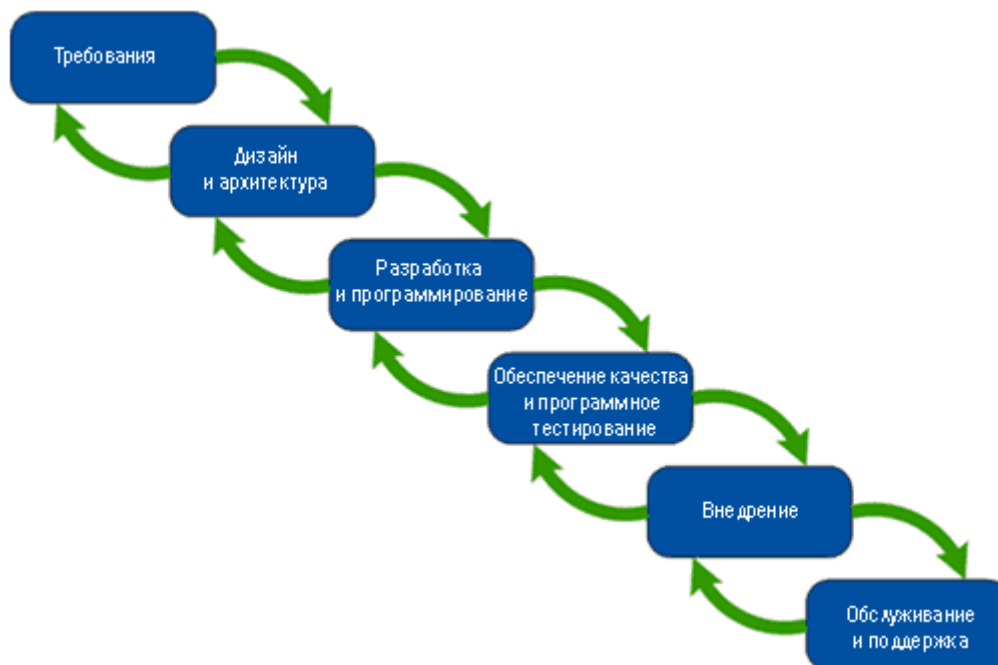 Требования
Дизайн
и архитектура
Разработка
и программирование
Обеспечение качества
и программное
тестирование
Внедрение
Обслуживание
и поддержка